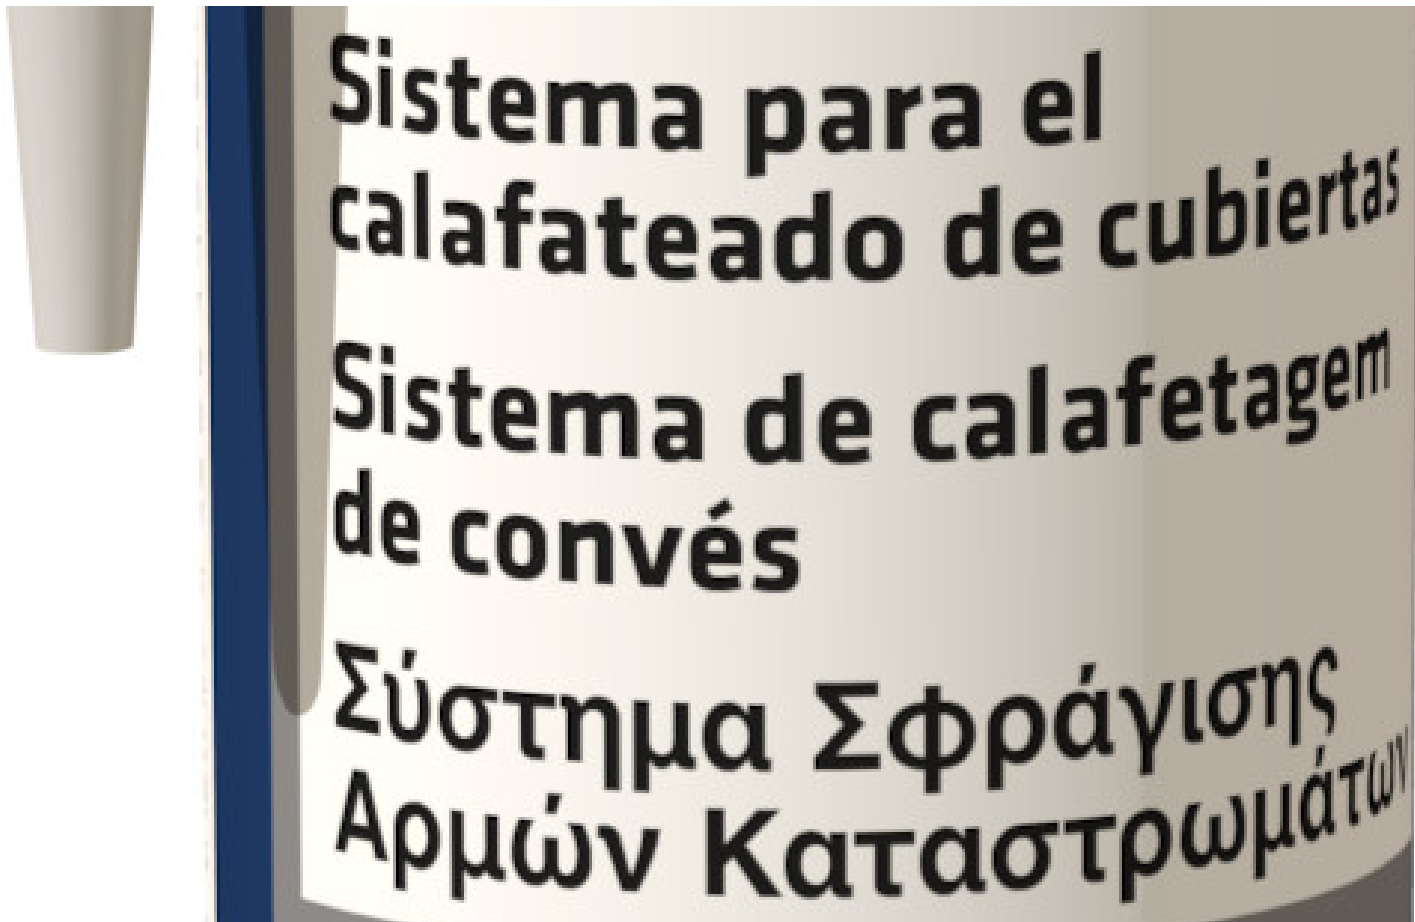 Sistema para el
calafateado de cubiertas
Sistema de calafetagem
de convés
Σύστημα Σφράγισης
Αρμών Καταστρωμάτων